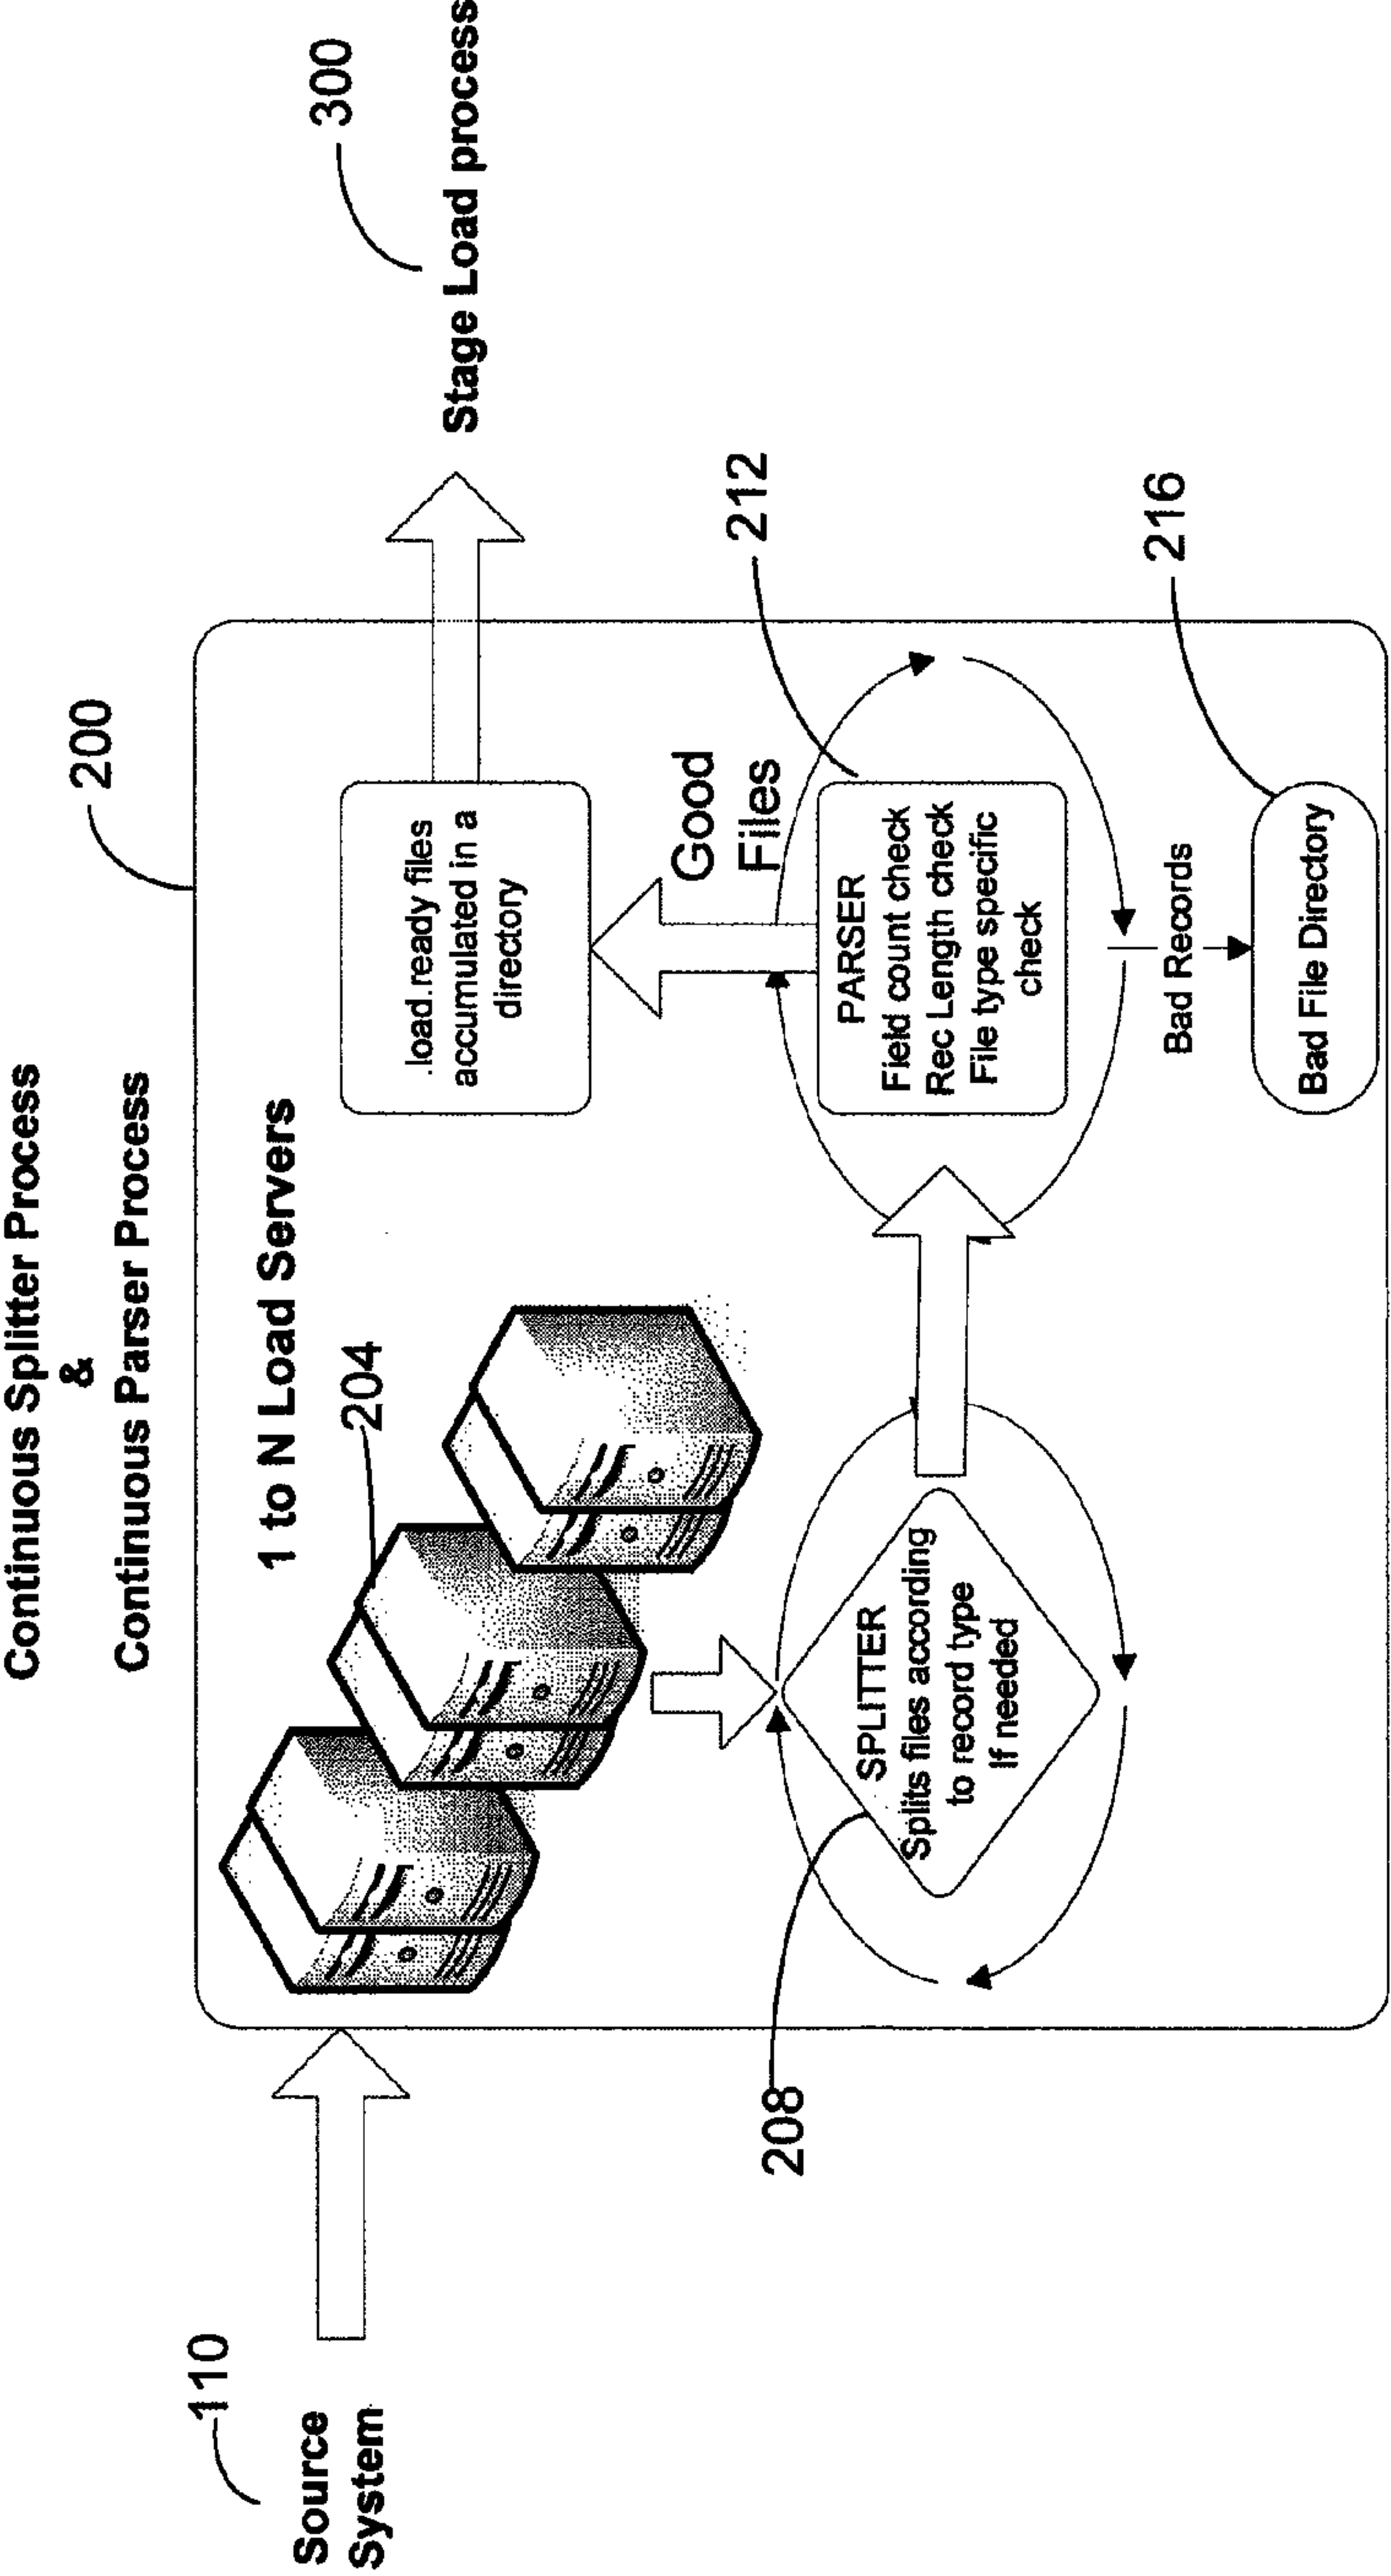 Continuous Splitter Process
&
Continuous Parser Process
200
110
Source
System
1 to N Load Servers
204
.load.ready files
accumulated in a
directory
300
Stage Load process
Good
Files
208
SPLITTER
Splits files according
to record type
If needed
PARSER
Field count check
Rec Length check
File type specific
check
212
Bad Records
216
Bad File Directory